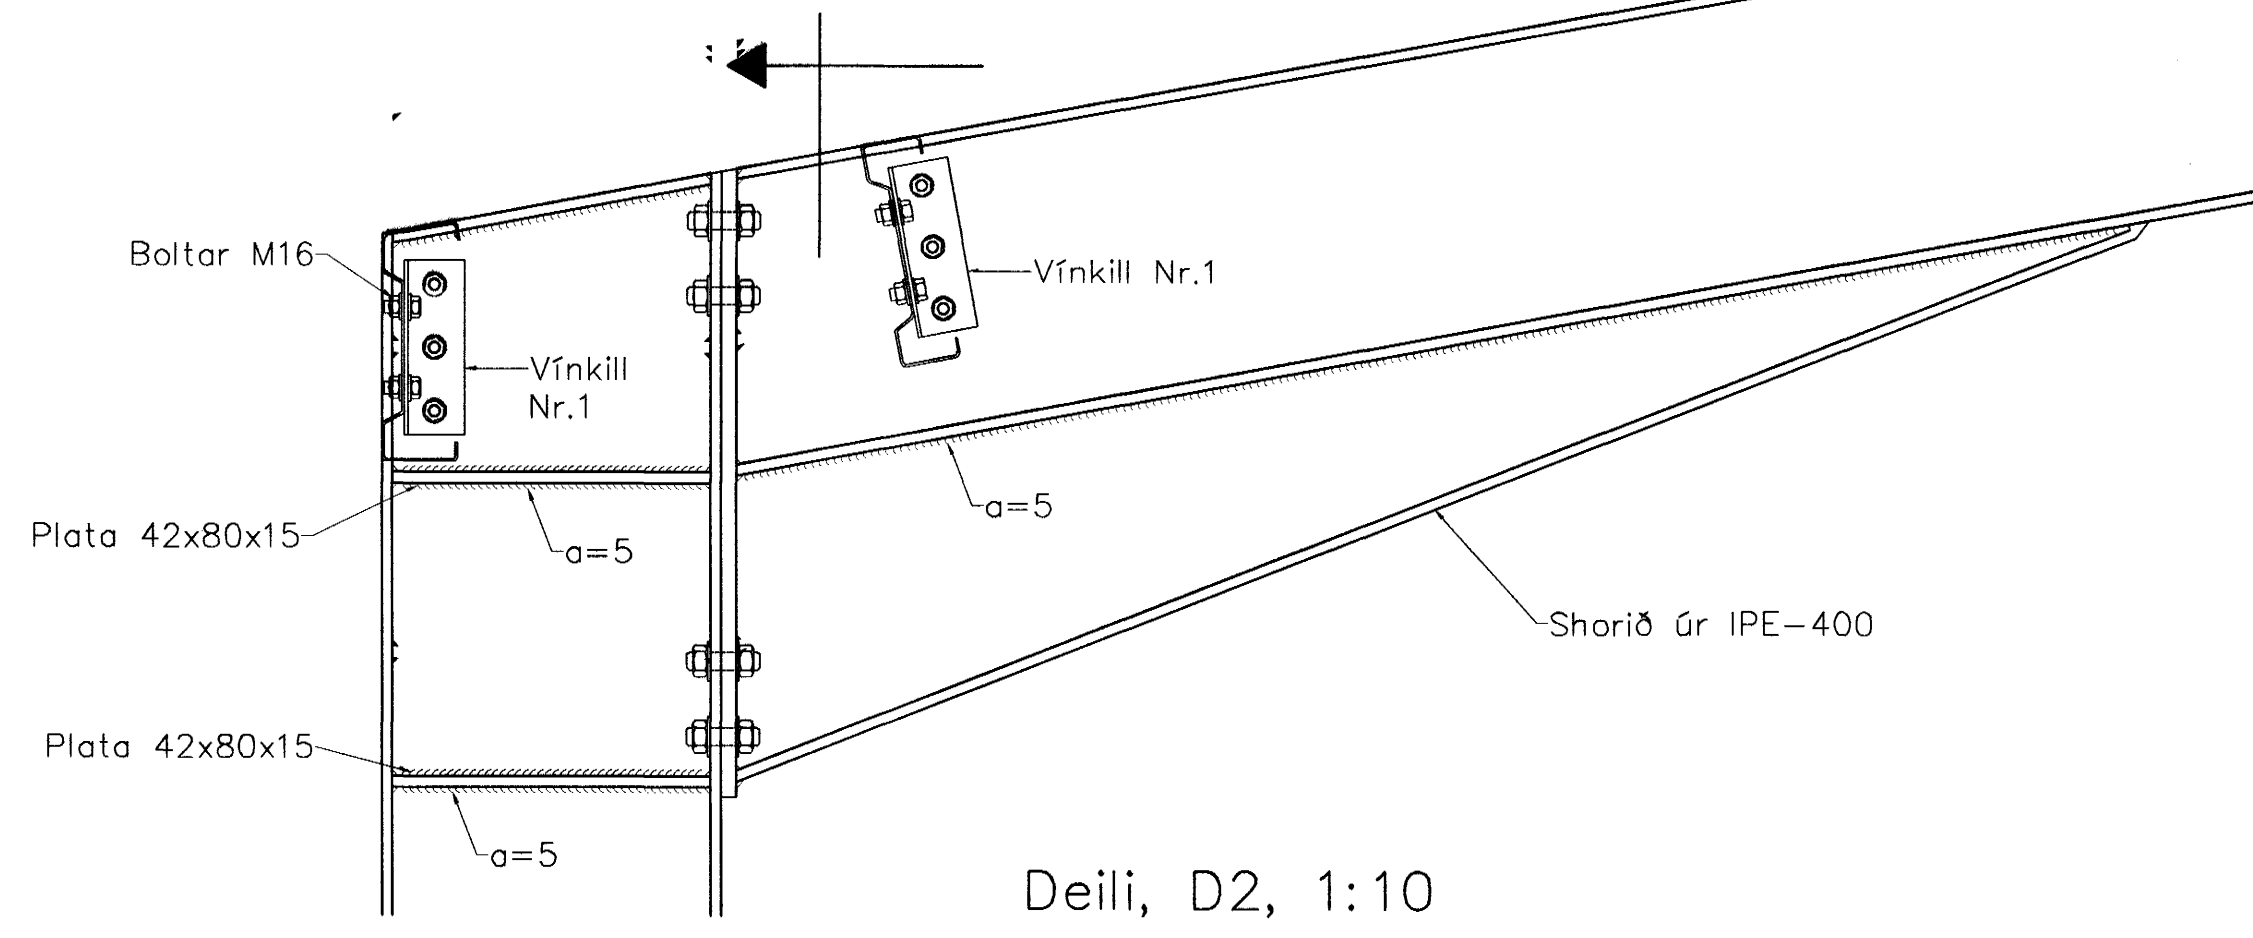 Boltar M16
Vínkill Nr.1
Vínkill
Nr.1
a=5
Plata 42x80x15
a=5
Shorið úr IPE-400
Plata 42x80x15
a=5
Deili, D2, 1:10